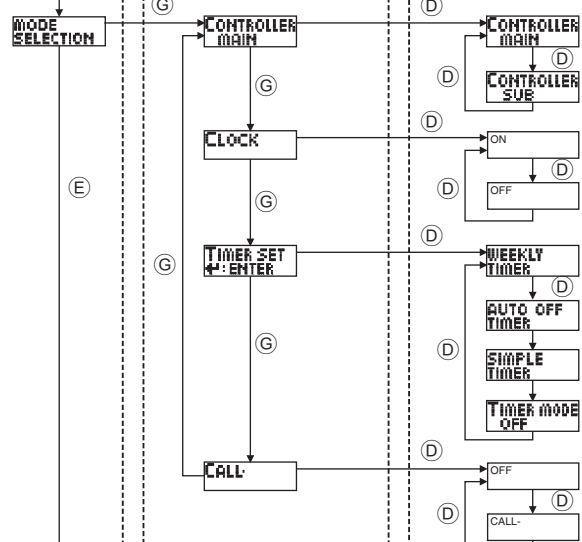 Ⓖ
Ⓓ
MODE
SELECTION
CONTROLLER
MAIN
CONTROLLER
MAIN
Ⓓ
Ⓓ
Ⓖ
CONTROLLER
SUB
Ⓓ
CLOCK
ON
Ⓓ
Ⓔ
Ⓓ
OFF
Ⓖ
Ⓓ
TIMER SET
↵:ENTER
WEEKLY
TIMER
Ⓖ
Ⓓ
AUTO OFF
TIMER
Ⓖ
Ⓓ
SIMPLE
TIMER
TIMER MODE
OFF
Ⓓ
CALL-
OFF
Ⓓ
Ⓓ
CALL-